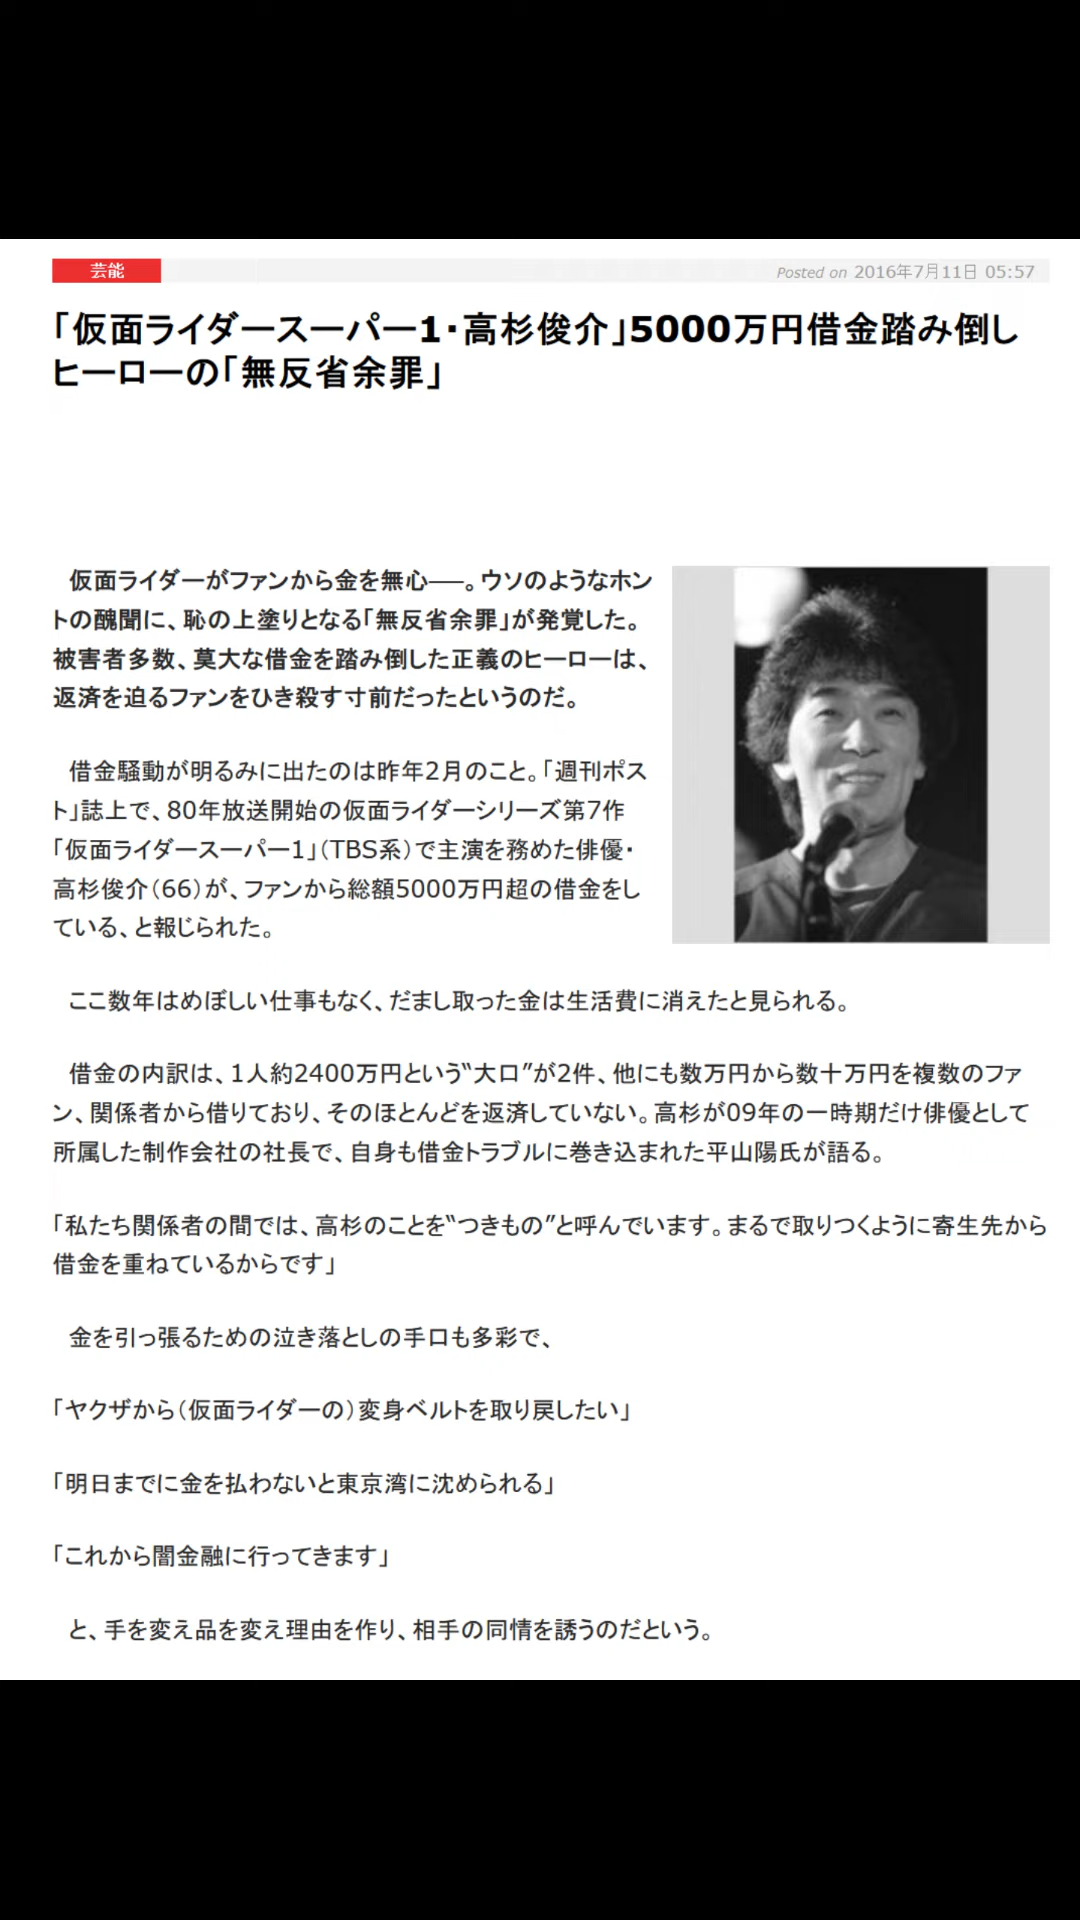 芸能
Posted on 2016年7月11日 05:57
「仮面ライダースーパー1・高杉俊介」5000万円借金踏み倒し
ヒーローの「無反省余罪」
仮面ライダーがファンから金を無心――。ウソのようなホン
トの醜聞に、恥の上塗りとなる「無反省余罪」が発覚した。
被害者多数、莫大な借金を踏み倒した正義のヒーローは、
返済を迫るファンをひき殺す寸前だったというのだ。
借金騒動が明るみに出たのは昨年2月のこと。「週刊ポス
ト」誌上で、80年放送開始の仮面ライダーシリーズ第7作
「仮面ライダースーパー1」（TBS系）で主演を務めた俳優・
高杉俊介（66）が、ファンから総額5000万円超の借金をし
ている、と報じられた。
ここ数年はめぼしい仕事もなく、だまし取った金は生活費に消えたと見られる。
借金の内訳は、1人約2400万円という“大口”が2件、他にも数万円から数十万円を複数のファ
ン、関係者から借りており、そのほとんどを返済していない。高杉が09年の一時期だけ俳優として
所属した制作会社の社長で、自身も借金トラブルに巻き込まれた平山陽氏が語る。
「私たち関係者の間では、高杉のことを“つきもの”と呼んでいます。まるで取りつくように寄生先から
借金を重ねているからです」
金を引っ張るための泣き落としの手口も多彩で、
「ヤクザから（仮面ライダーの）変身ベルトを取り戻したい」
「明日までに金を払わないと東京湾に沈められる」
「これから闇金融に行ってきます」
と、手を変え品を変え理由を作り、相手の同情を誘うのだという。